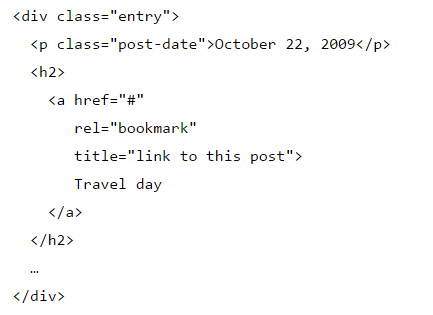 <div class="entry">
  <p class="post-date">October 22, 2009</p>
  <h2>
    <a href="#"
       rel="bookmark"
       title="link to this post">
       Travel day
    </a>
  </h2>
  …
</div>